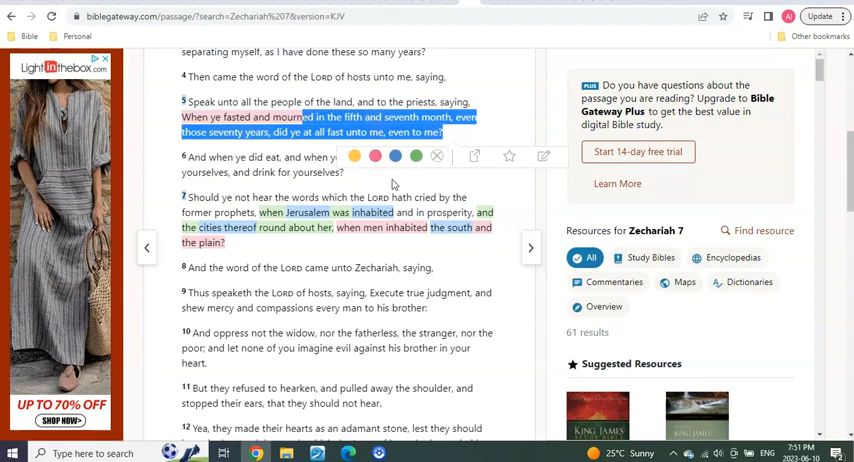 biblegateway.com/passage/?search=Zechariah%207&version=KJV
AI
Update
Bible
Personal
Other bookmarks
LightInTheBox.com
UP TO 70% OFF
SHOP NOW>
separating myself, as I have done these so many years?
4 Then came the word of the LORD of hosts unto me, saying,
5 Speak unto all the people of the land, and to the priests, saying,
When ye fasted and mourned in the fifth and seventh month, even
those seventy years, did ye at all fast unto me, even to me?
6 And when ye did eat, and when y
yourselves, and drink for yourselves?
7 Should ye not hear the words which the LORD hath cried by the
former prophets, when Jerusalem was inhabited and in prosperity, and
the cities thereof round about her, when men inhabited the south and
the plain?
8 And the word of the LORD came unto Zechariah, saying,
9 Thus speaketh the LORD of hosts, saying, Execute true judgment, and
shew mercy and compassions every man to his brother:
10 And oppress not the widow, nor the fatherless, the stranger, nor the
poor; and let none of you imagine evil against his brother in your
heart.
11 But they refused to hearken, and pulled away the shoulder, and
stopped their ears, that they should not hear.
12 Yea, they made their hearts as an adamant stone, lest they should
PLUS Do you have questions about the
passage you are reading? Upgrade to Bible
Gateway Plus to get the best value in
digital Bible study.
Start 14-day free trial
Learn More
Resources for Zechariah 7
Find resource
All
Study Bibles
Encyclopedias
Commentaries
Maps
Dictionaries
Overview
61 results
Suggested Resources
KING JAMES
STUDY BIBLE
KING JAMES
Type here to search
25°C Sunny
ENG
7:51 PM
2023-06-10
2